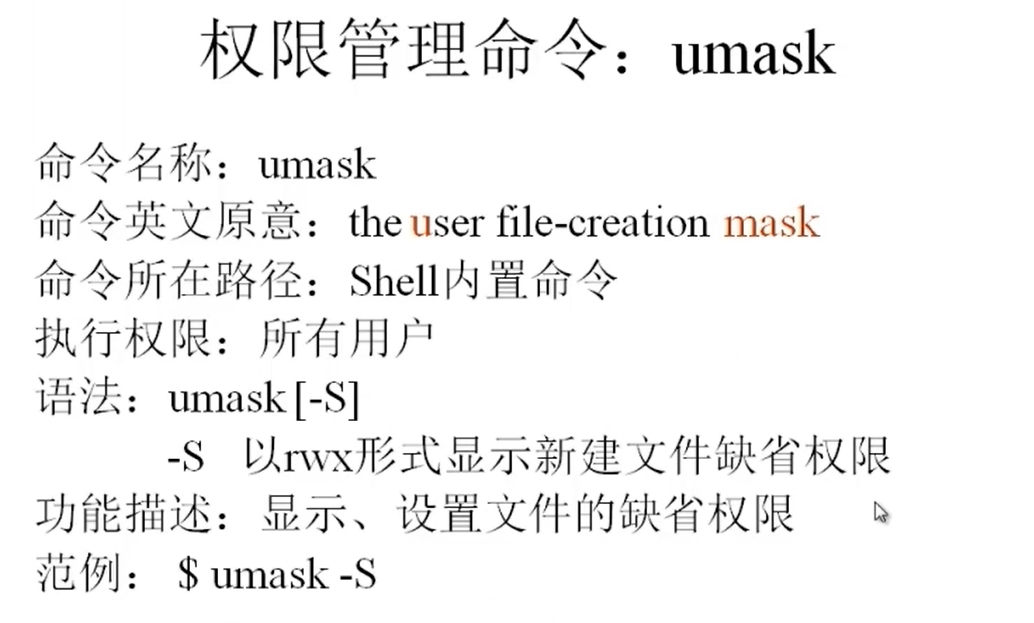 权限管理命令：umask
命令名称：umask
命令英文原意：the user file-creation mask
命令所在路径：Shell内置命令
执行权限：所有用户
语法：umask [-S]
-S 以rwx形式显示新建文件缺省权限
功能描述：显示、设置文件的缺省权限
范例： $ umask -S